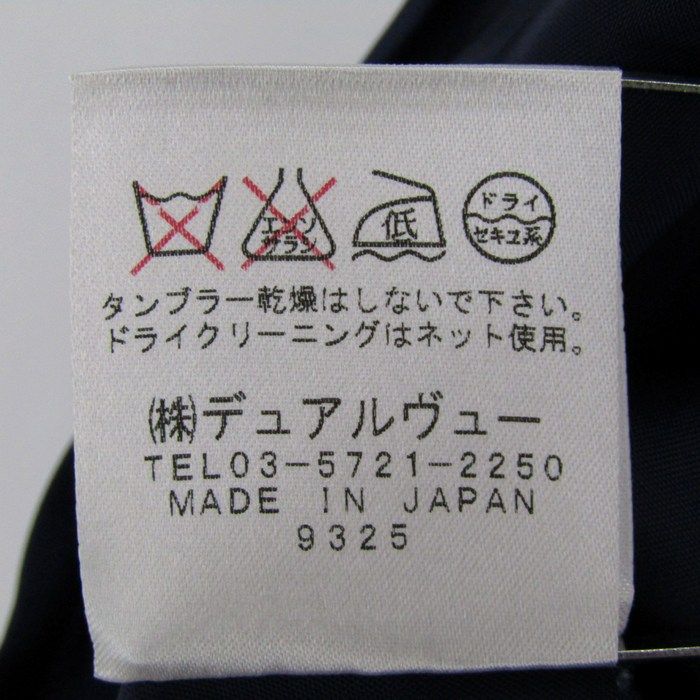 エンソ
サラシ
低
ドライ
セキユ系
タンブラー乾燥はしないで下さい。
ドライクリーニングはネット使用。
㈱デュアルヴュー
TEL03-5721-2250
MADE IN JAPAN
9325